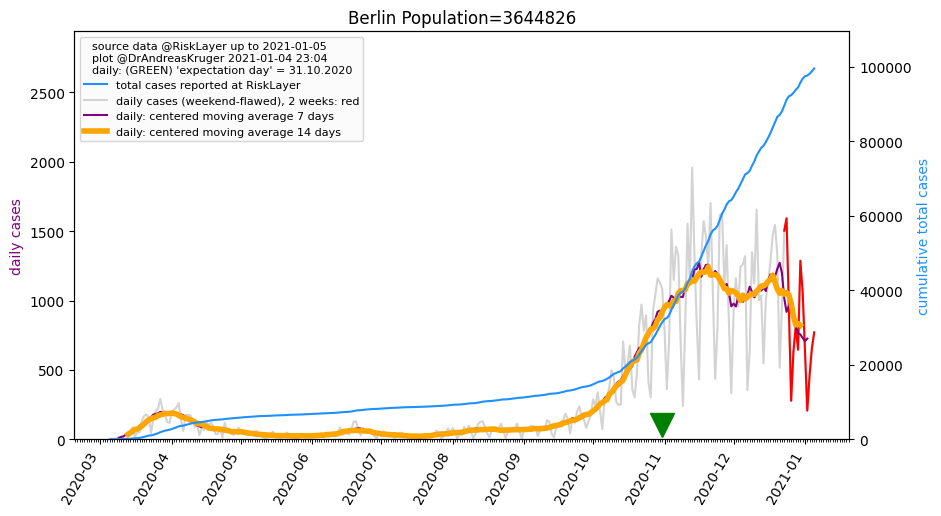 Berlin Population=3644826
source data @RiskLayer up to 2021-01-05
plot @DrAndreasKruger 2021-01-04 23:04
daily: (GREEN) 'expectation day' = 31.10.2020
total cases reported at RiskLayer
daily cases (weekend-flawed), 2 weeks: red
daily: centered moving average 7 days
daily: centered moving average 14 days
daily cases
2500
2000
1500
1000
500
0
cumulative total cases
100000
80000
60000
40000
20000
0
2020-03
2020-04
2020-05
2020-06
2020-07
2020-08
2020-09
2020-10
2020-11
2020-12
2021-01